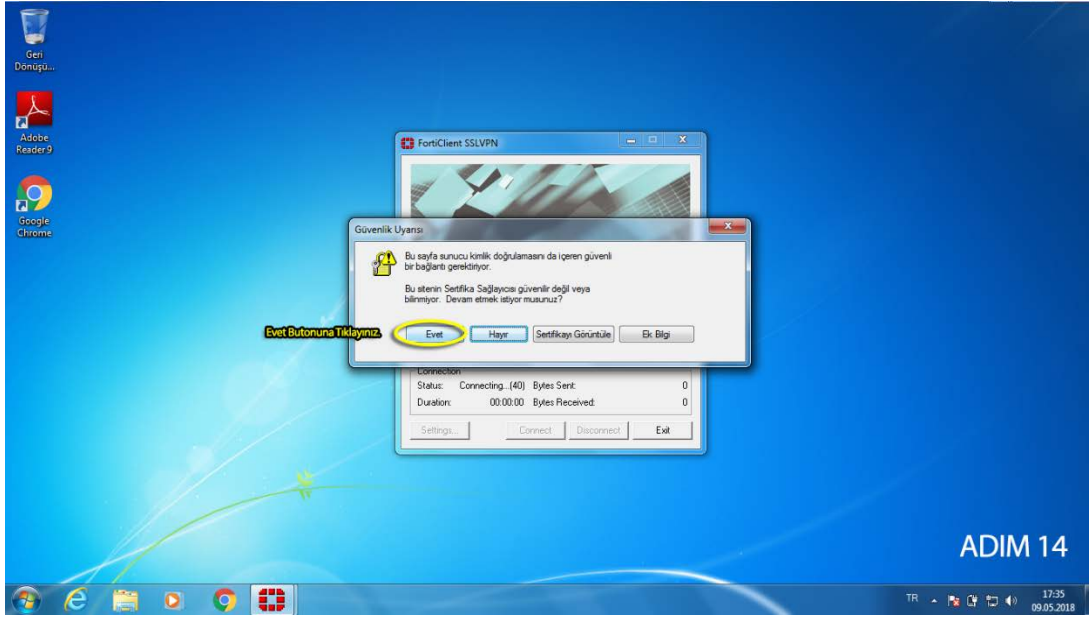 Geri
Dönüşü...
Adobe
Reader 9
Google
Chrome
FortiClient SSLVPN
Güvenlik Uyarısı
Bu sayfa sunucu kimlik doğrulamasını da içeren güvenli
bir bağlantı gerektiriyor.
Bu sitenin Sertifika Sağlayıcısı güvenilir değil veya
bilinmiyor. Devam etmek istiyor musunuz?
Evet Butonuna Tıklayınız.
Evet Hayır Sertifikayı Görüntüle Ek Bilgi
Connection
Status: Connecting...(40) Bytes Sent: 0
Duration: 00:00:00 Bytes Received: 0
Settings... Connect Disconnect Exit
ADIM 14
TR 17:35
09.05.2018